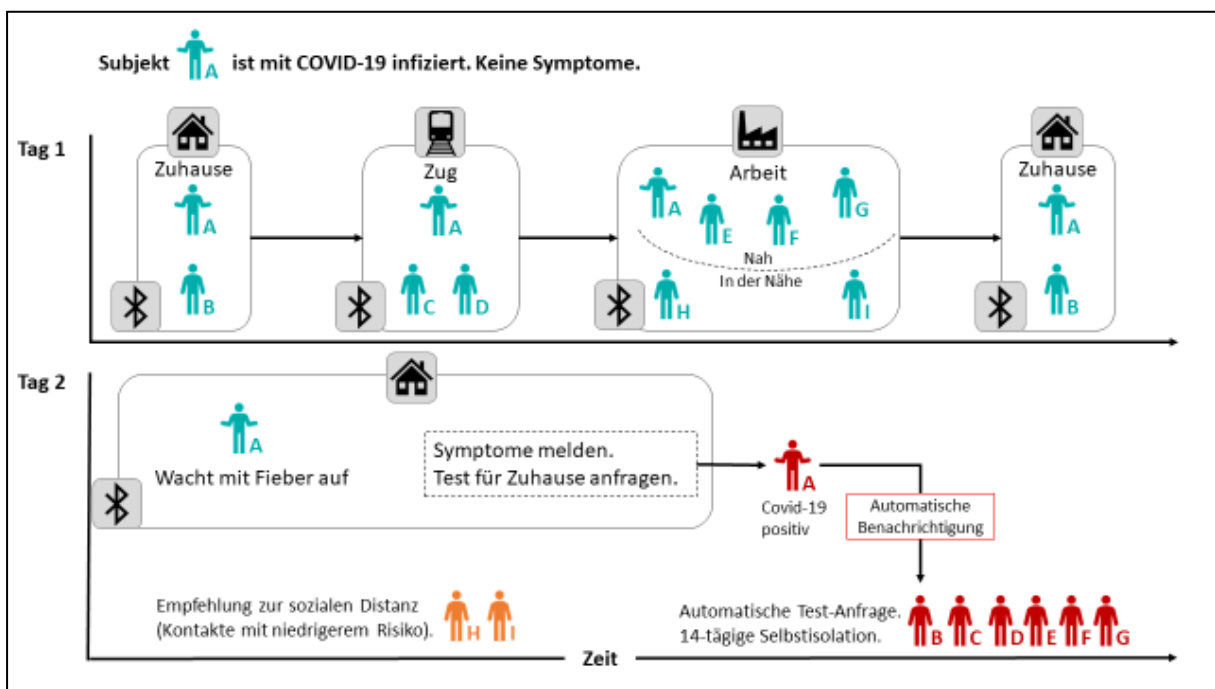 Subjekt A ist mit COVID-19 infiziert. Keine Symptome.
Tag 1
Zuhause
A
B
Zug
A
C D
Arbeit
A E F G
Nah
In der Nähe
H I
Zuhause
A
B
Tag 2
A
Wacht mit Fieber auf
Symptome melden.
Test für Zuhause anfragen.
A
Covid-19
positiv
Automatische
Benachrichtigung
Empfehlung zur sozialen Distanz
(Kontakte mit niedrigerem Risiko).
H I
Automatische Test-Anfrage.
14-tägige Selbstisolation.
B C D E F G
Zeit